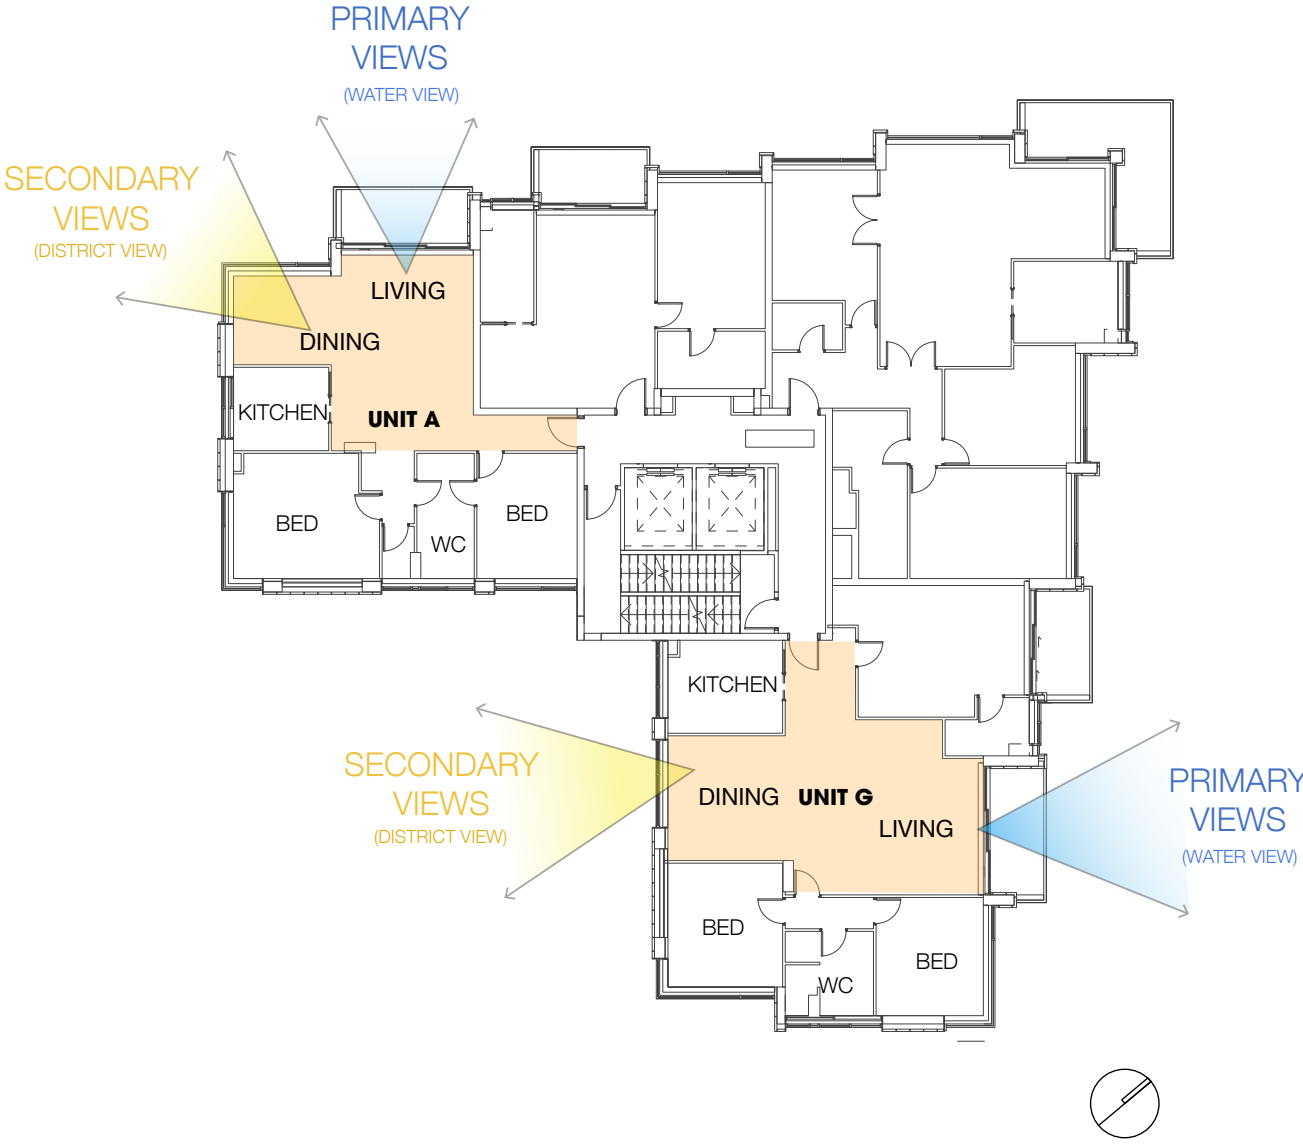 PRIMARY
VIEWS
(WATER VIEW)
SECONDARY
VIEWS
(DISTRICT VIEW)
LIVING
DINING
KITCHEN
UNIT A
BED
BED
WC
KITCHEN
SECONDARY
VIEWS
(DISTRICT VIEW)
DINING
UNIT G
LIVING
PRIMARY
VIEWS
(WATER VIEW)
BED
BED
WC